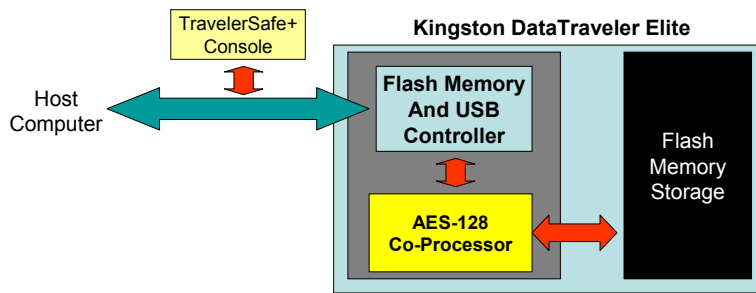 TravelerSafe+
Console
Kingston DataTraveler Elite
Host
Computer
Flash Memory
And USB
Controller
AES-128
Co-Processor
Flash
Memory
Storage